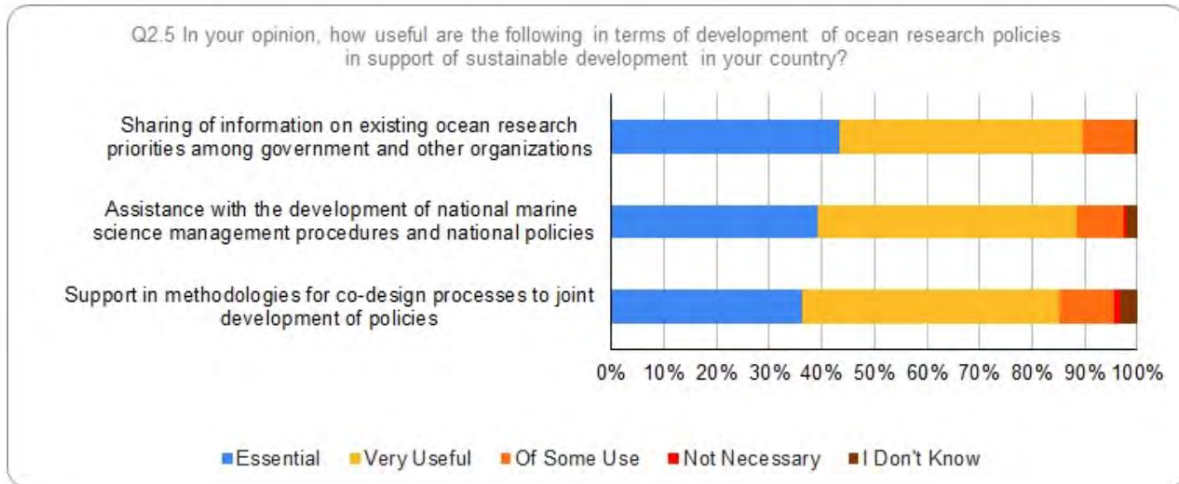 Q2.5 In your opinion, how useful are the following in terms of development of ocean research policies
in support of sustainable development in your country?
Sharing of information on existing ocean research
priorities among government and other organizations
Assistance with the development of national marine
science management procedures and national policies
Support in methodologies for co-design processes to joint
development of policies
0% 10% 20% 30% 40% 50% 60% 70% 80% 90% 100%
Essential Very Useful Of Some Use Not Necessary I Don't Know